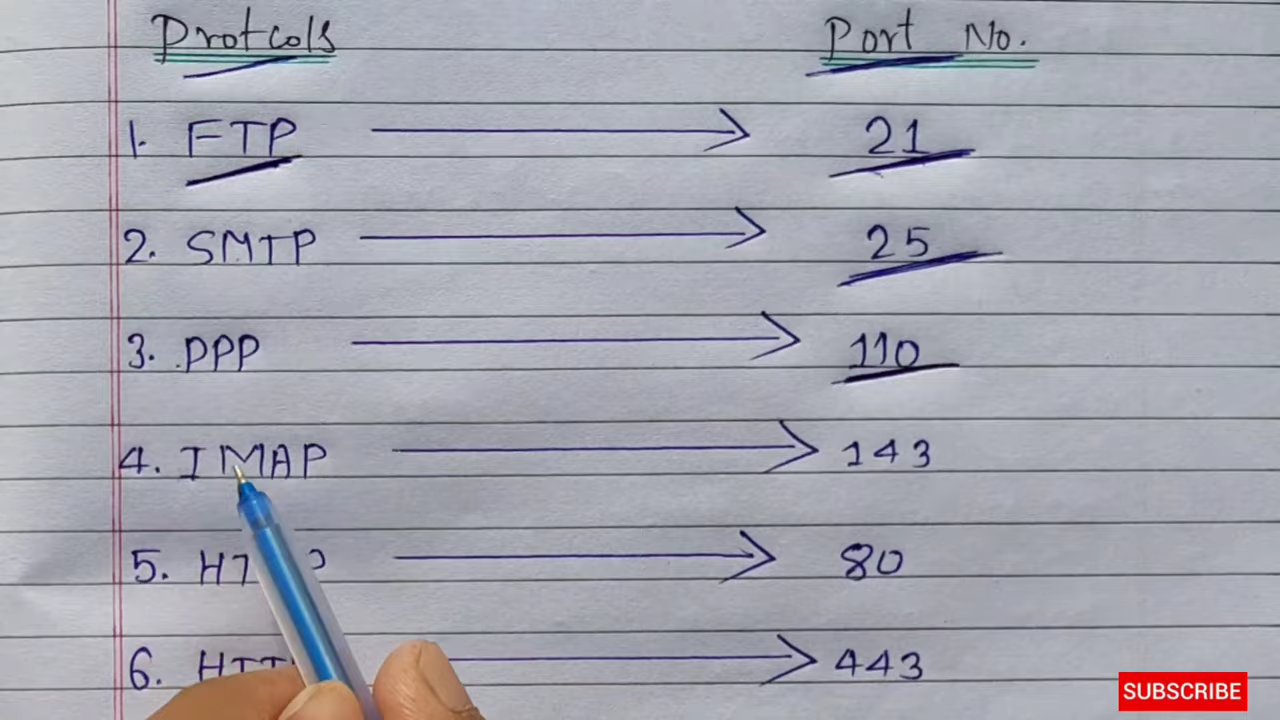 Protcols Port No.
1. FTP → 21
2. SMTP → 25
3. PPP → 110
4. IMAP → 143
5. → 80
6. → 443
SUBSCRIBE